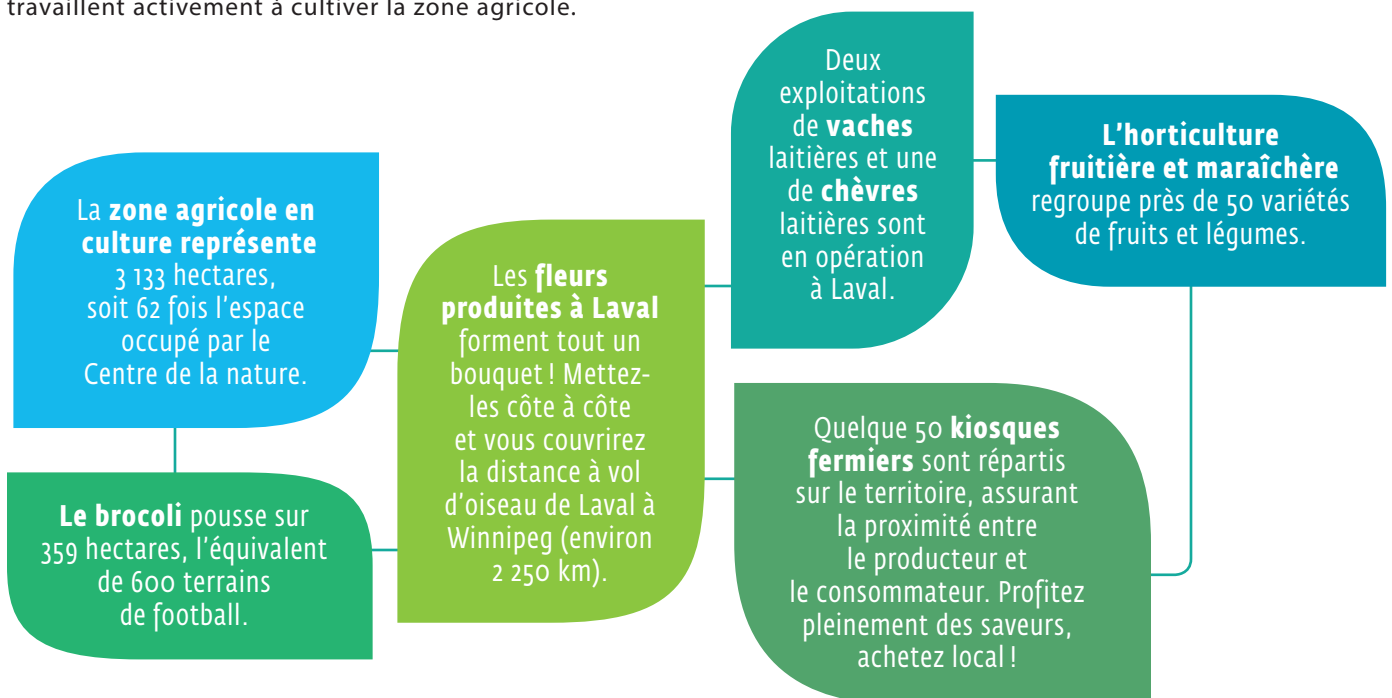 travaillent activement à cultiver la zone agricole.
La zone agricole en
culture représente
3 133 hectares,
soit 62 fois l'espace
occupé par le
Centre de la nature.
Le brocoli pousse sur
359 hectares, l'équivalent
de 600 terrains
de football.
Les fleurs
produites à Laval
forment tout un
bouquet ! Mettez-
les côte à côte
et vous couvrirez
la distance à vol
d'oiseau de Laval à
Winnipeg (environ
2 250 km).
Deux
exploitations
de vaches
laitières et une
de chèvres
laitières sont
en opération
à Laval.
L'horticulture
fruitière et maraîchère
regroupe près de 50 variétés
de fruits et légumes.
Quelque 50 kiosques
fermiers sont répartis
sur le territoire, assurant
la proximité entre
le producteur et
le consommateur. Profitez
pleinement des saveurs,
achetez local !